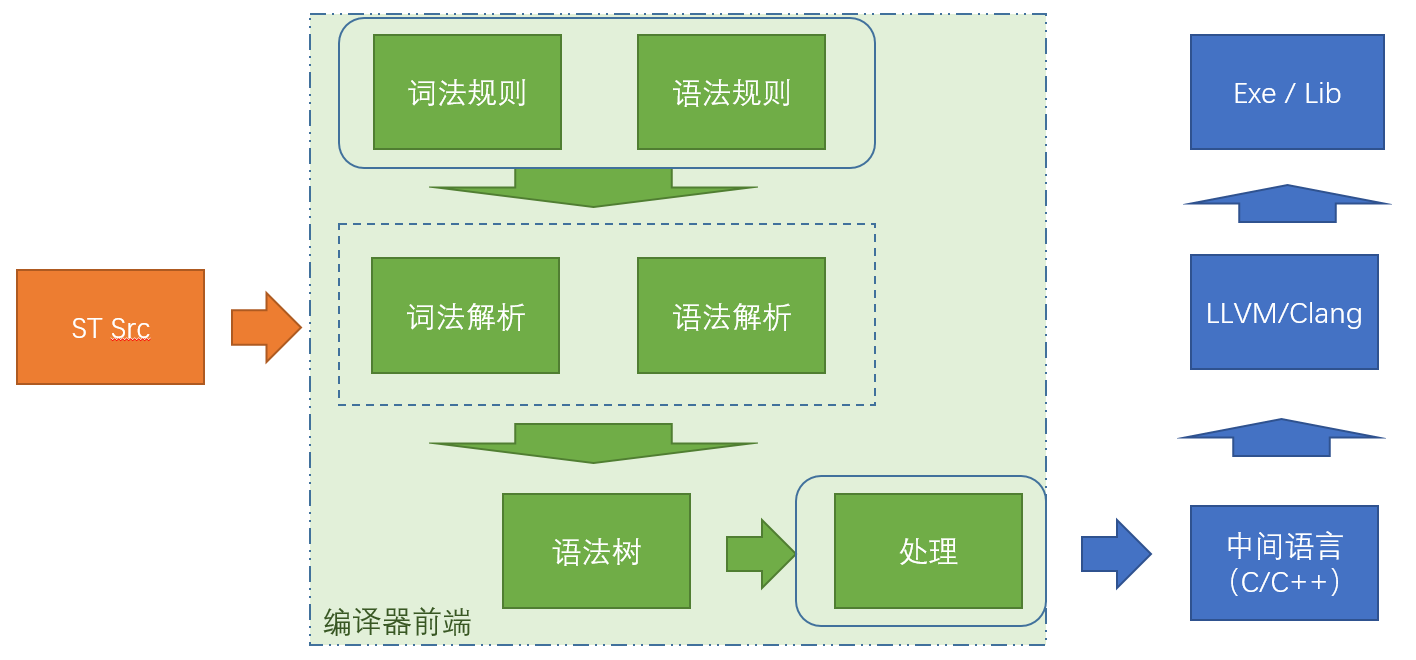 ST Src
词法规则
语法规则
词法解析
语法解析
语法树
处理
编译器前端
Exe / Lib
LLVM/Clang
中间语言
（C/C++）